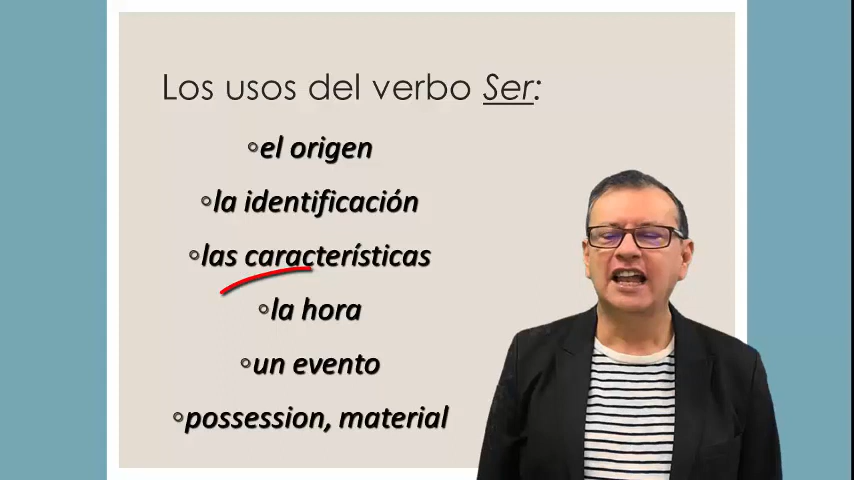 Los usos del verbo Ser:
◦el origen
◦la identificación
◦las características
◦la hora
◦un evento
◦possession, material